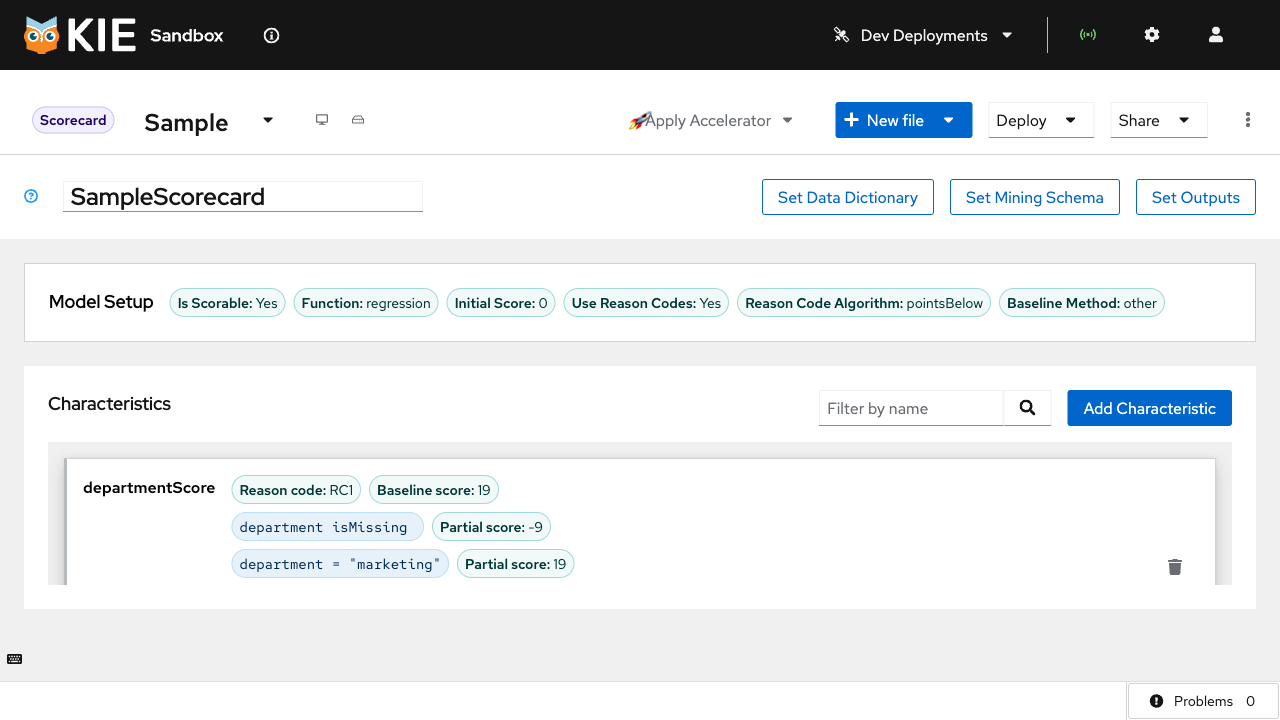 KIE Sandbox Dev Deployments
Scorecard Sample Apply Accelerator New file Deploy Share
SampleScorecard Set Data Dictionary Set Mining Schema Set Outputs
Model Setup Is Scorable: Yes Function: regression Initial Score: 0 Use Reason Codes: Yes Reason Code Algorithm: pointsBelow Baseline Method: other
Characteristics Filter by name Add Characteristic
departmentScore Reason code: RC1 Baseline score: 19
department isMissing Partial score: -9
department = "marketing" Partial score: 19
Problems 0